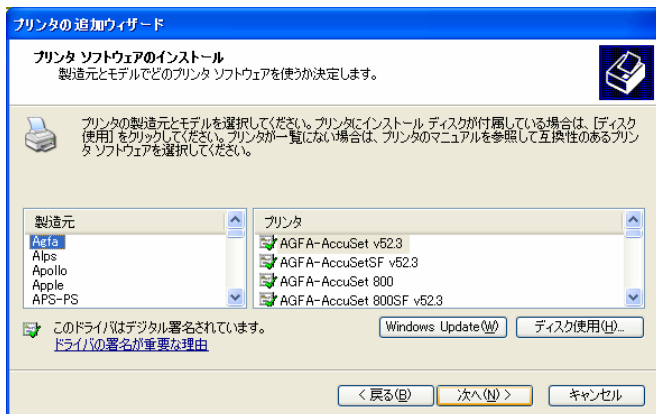 プリンタの追加ウィザード
プリンタ ソフトウェアのインストール
製造元とモデルでどのプリンタ ソフトウェアを使うか決定します。
プリンタの製造元とモデルを選択してください。プリンタにインストール ディスクが付属している場合は、[ディスク
使用] をクリックしてください。プリンタが一覧にない場合は、プリンタのマニュアルを参照して互換性のあるプリン
タ ソフトウェアを選択してください。
製造元
Agfa
Alps
Apollo
Apple
APS-PS
プリンタ
AGFA-AccuSet v52.3
AGFA-AccuSetSF v52.3
AGFA-AccuSet 800
AGFA-AccuSet 800SF v52.3
このドライバはデジタル署名されています。
ドライバの署名が重要な理由
Windows Update(W)
ディスク使用(H)...
< 戻る(B)
次へ(N) >
キャンセル